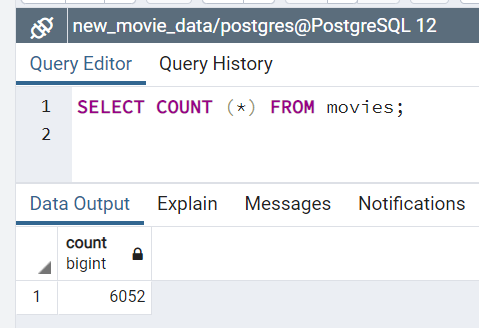 new_movie_data/postgres@PostgreSQL 12
Query Editor Query History
1 SELECT COUNT (*) FROM movies;
2
Data Output Explain Messages Notifications
count
bigint
1 6052